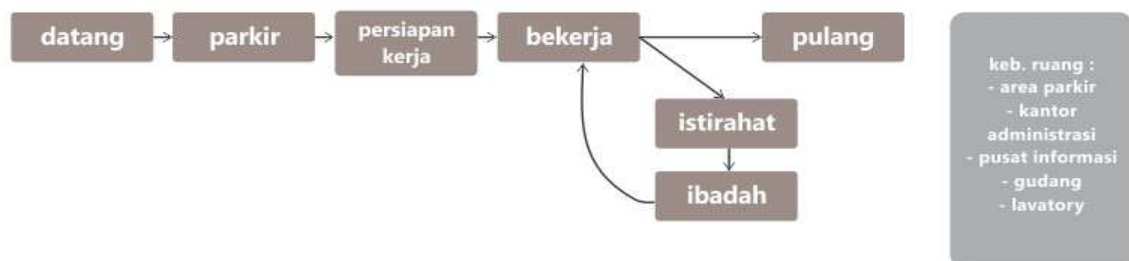 datang
parkir
persiapan
kerja
bekerja
pulang
istirahat
ibadah
keb. ruang :
- area parkir
- kantor
administrasi
- pusat informasi
- gudang
- lavatory